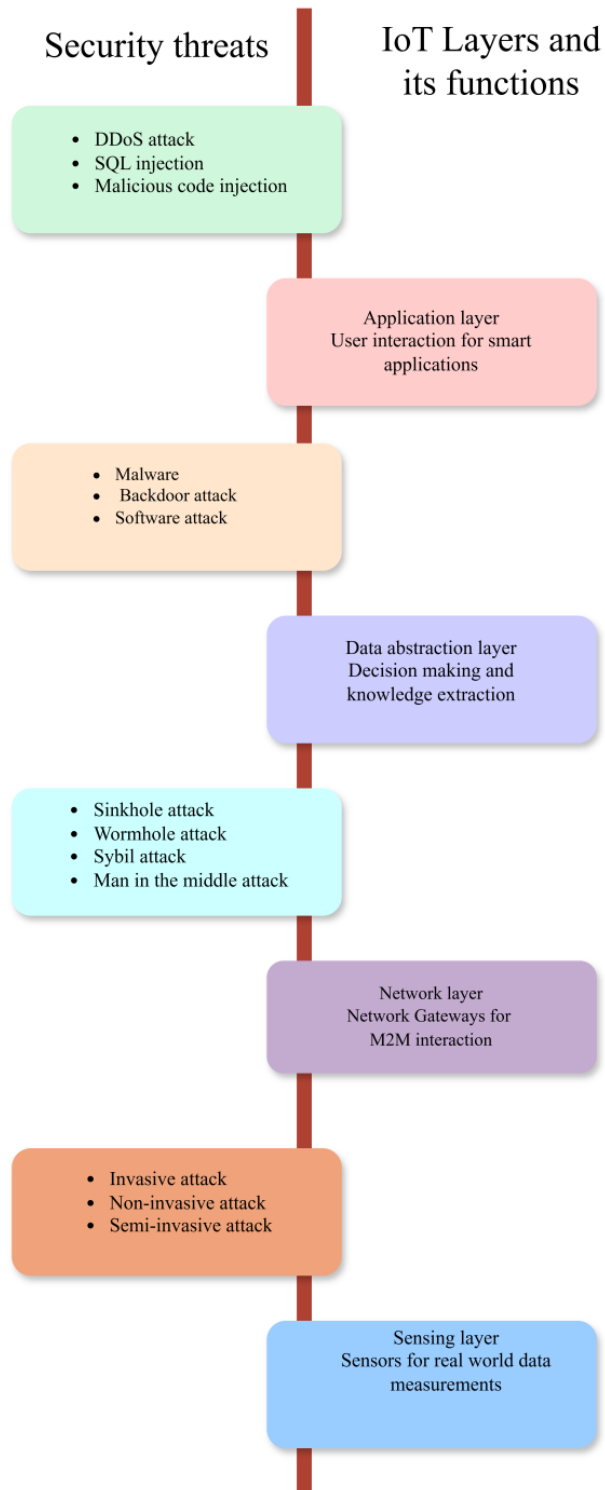 Security threats
IoT Layers and
its functions
• DDoS attack
• SQL injection
• Malicious code injection
Application layer
User interaction for smart
applications
• Malware
• Backdoor attack
• Software attack
Data abstraction layer
Decision making and
knowledge extraction
• Sinkhole attack
• Wormhole attack
• Sybil attack
• Man in the middle attack
Network layer
Network Gateways for
M2M interaction
• Invasive attack
• Non-invasive attack
• Semi-invasive attack
Sensing layer
Sensors for real world data
measurements